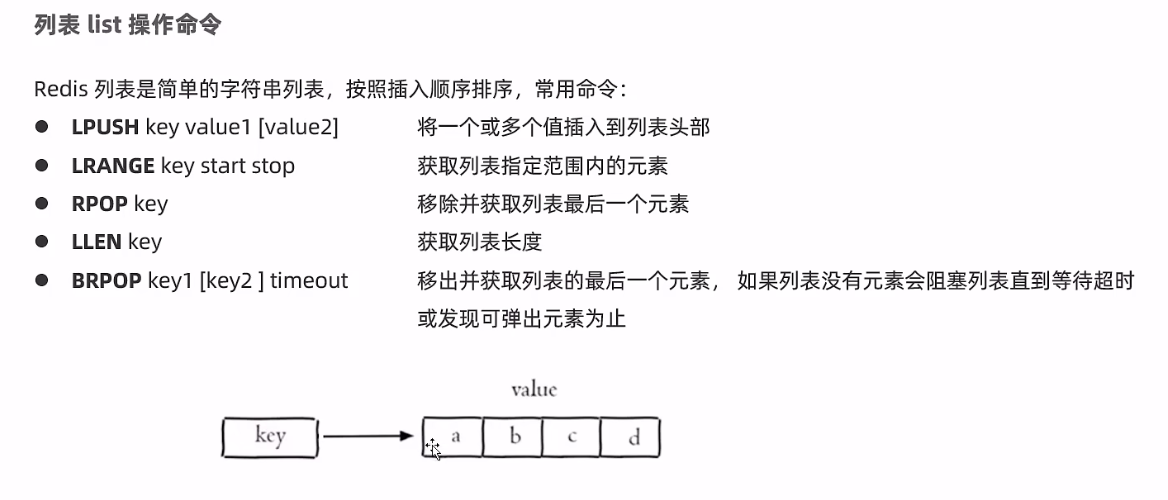 列表 list 操作命令
Redis 列表是简单的字符串列表，按照插入顺序排序，常用命令：
● LPUSH key value1 [value2] 将一个或多个值插入到列表头部
● LRANGE key start stop 获取列表指定范围内的元素
● RPOP key 移除并获取列表最后一个元素
● LLEN key 获取列表长度
● BRPOP key1 [key2 ] timeout 移出并获取列表的最后一个元素， 如果列表没有元素会阻塞列表直到等待超时
或发现可弹出元素为止
value
key a b c d